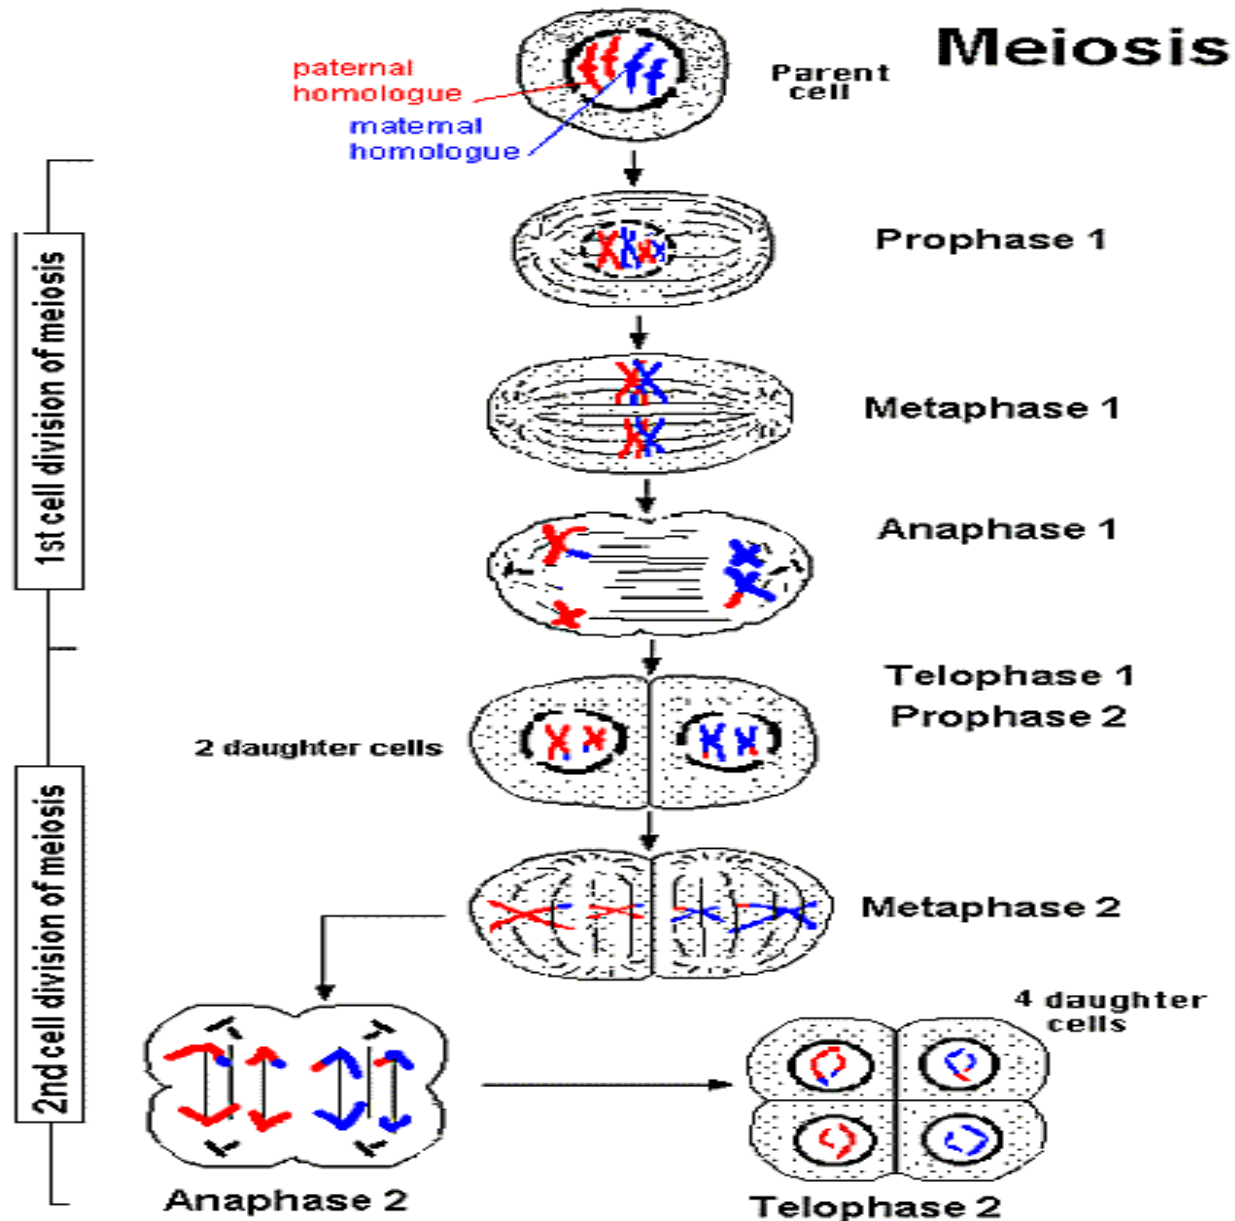 Meiosis
paternal
homologue
maternal
homologue
Parent
cell
1st cell division of meiosis
Prophase 1
Metaphase 1
Anaphase 1
Telophase 1
Prophase 2
2 daughter cells
2nd cell division of meiosis
Metaphase 2
4 daughter
cells
Anaphase 2
Telophase 2